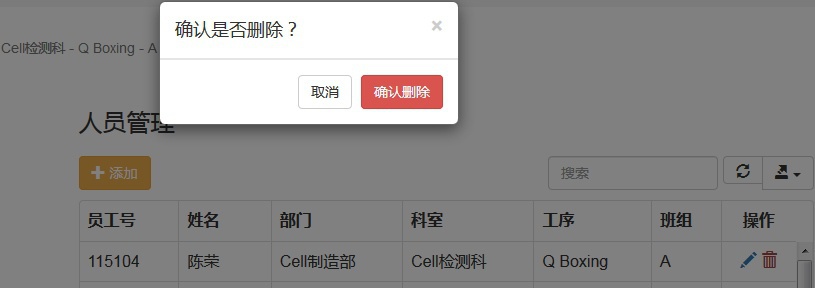 确认是否删除？
×
Cell检测科 - Q Boxing - A
取消 确认删除
人员管理
添加 搜索
员工号 姓名 部门 科室 工序 班组 操作
115104 陈荣 Cell制造部 Cell检测科 Q Boxing A